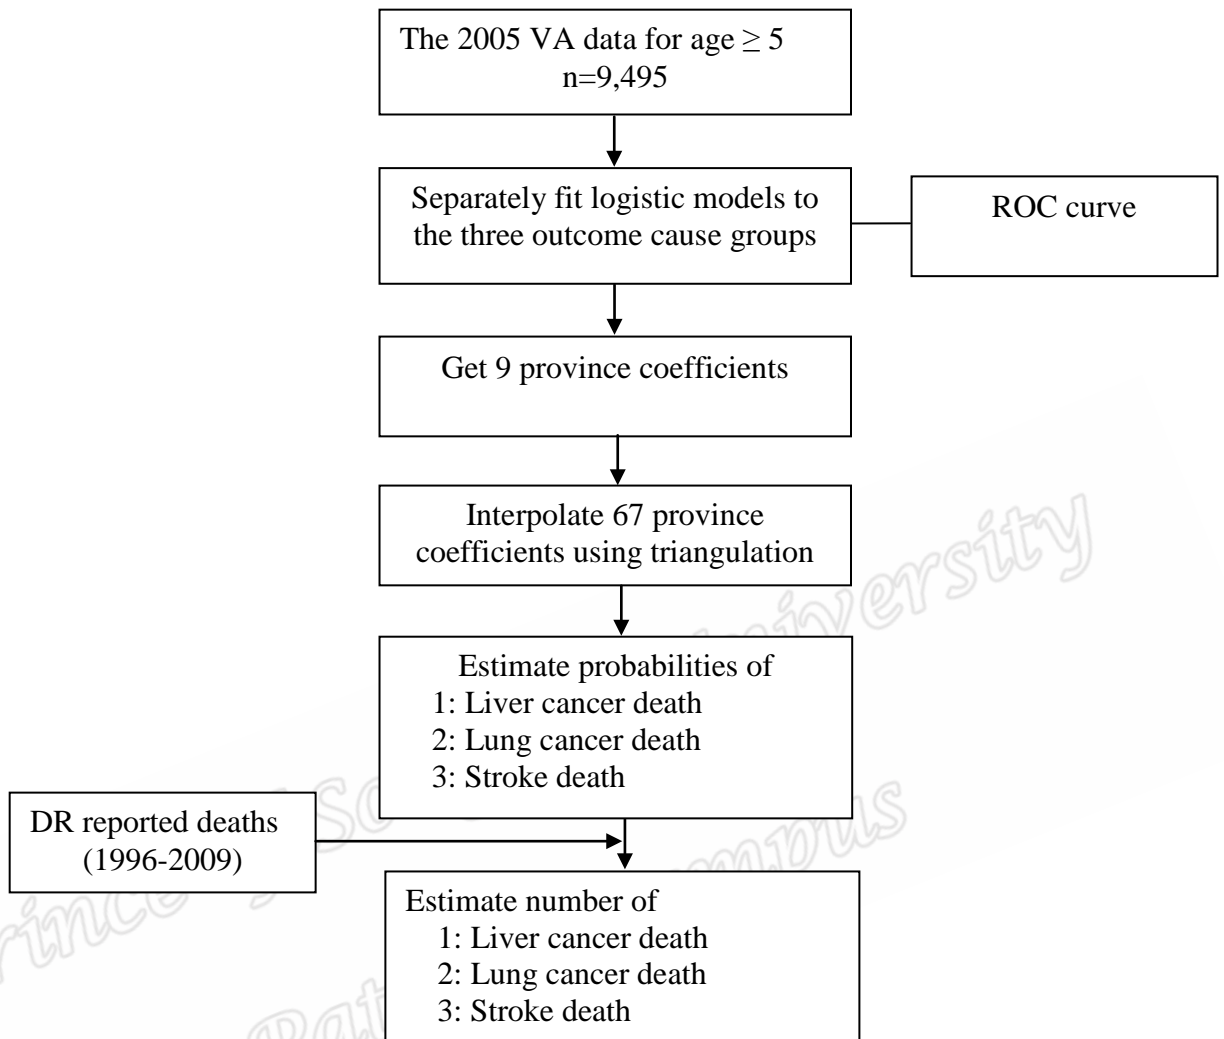 The 2005 VA data for age ≥ 5
n=9,495
Separately fit logistic models to
the three outcome cause groups
ROC curve
Get 9 province coefficients
Interpolate 67 province
coefficients using triangulation
Estimate probabilities of
1: Liver cancer death
2: Lung cancer death
3: Stroke death
DR reported deaths
(1996-2009)
Estimate number of
1: Liver cancer death
2: Lung cancer death
3: Stroke death
University